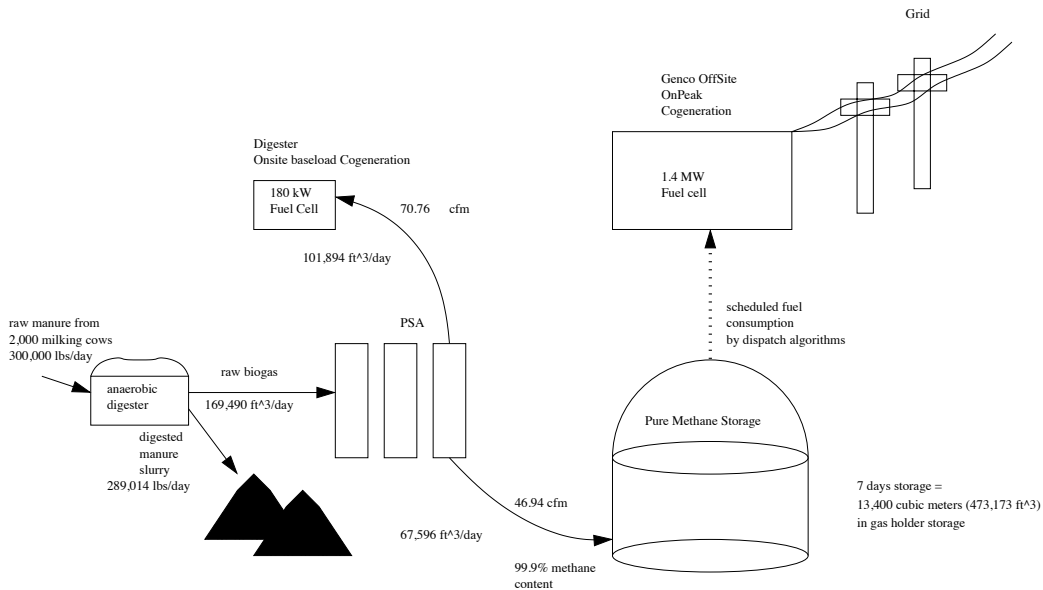 Grid
Genco OffSite
OnPeak
Cogeneration
1.4 MW
Fuel cell
Digester
Onsite baseload Cogeneration
180 kW
Fuel Cell
70.76 cfm
101,894 ft^3/day
raw manure from
2,000 milking cows
300,000 lbs/day
PSA
scheduled fuel
consumption
by dispatch algorithms
raw biogas
anaerobic
digester
169,490 ft^3/day
Pure Methane Storage
digested
manure
slurry
289,014 lbs/day
46.94 cfm
67,596 ft^3/day
99.9% methane
content
7 days storage =
13,400 cubic meters (473,173 ft^3)
in gas holder storage